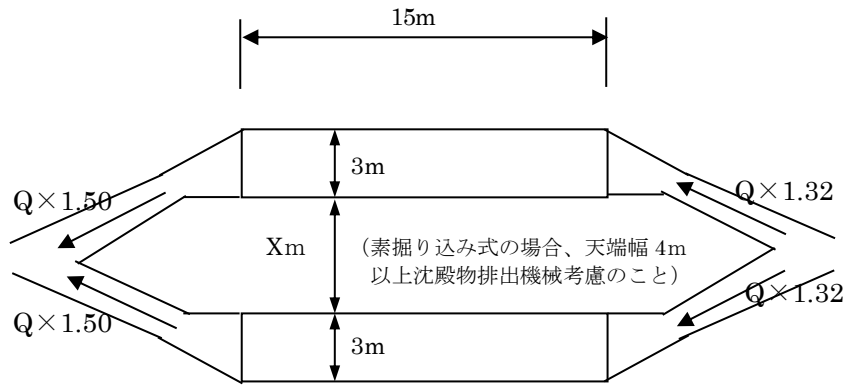 15m
3m
Q×1.50
Q×1.32
Xm
（素掘り込み式の場合、天端幅 4m
以上沈殿物排出機械考慮のこと）
Q×1.32
Q×1.50
3m